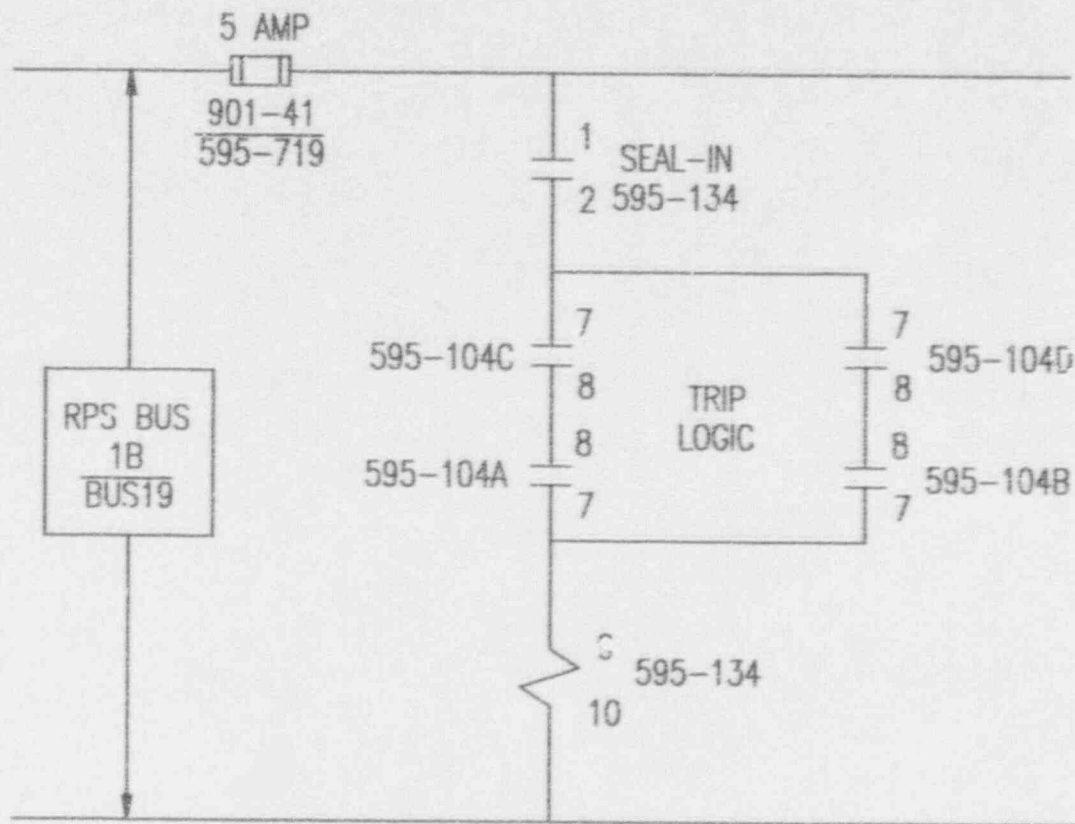 5 AMP
901-41
595-719
1
SEAL-IN
2 595-134
7
595-104C
8
8
595-104A
7
TRIP
LOGIC
7
595-104D
8
8
595-104B
7
RPS BUS
1B
BUS19
595-134
10